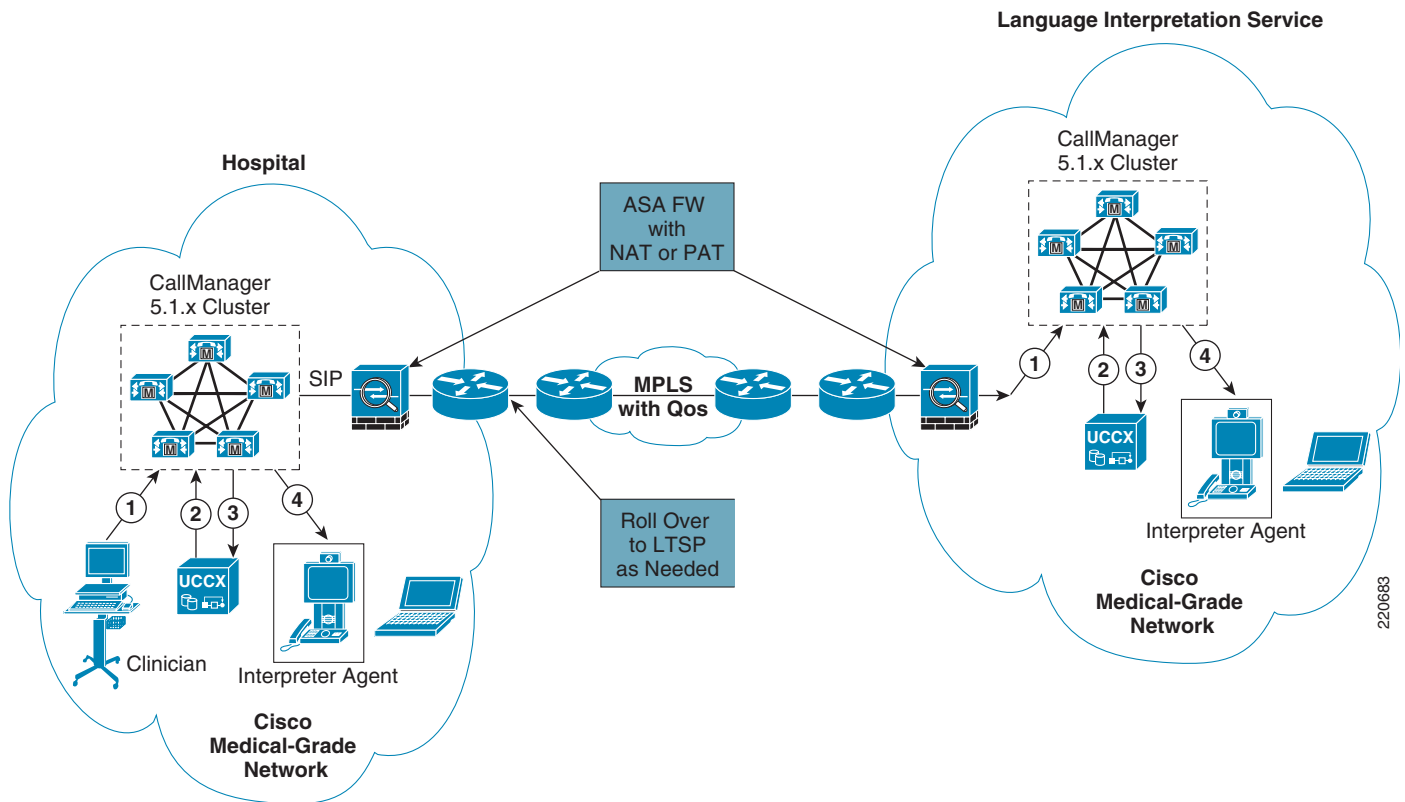 Language Interpretation Service
Hospital
ASA FW
with
NAT or PAT
CallManager
5.1.x Cluster
M
M
M
M
M
CallManager
5.1.x Cluster
M
M
M
M
M
SIP
MPLS
with Qos
1
2
3
4
UCCX
Interpreter Agent
Cisco
Medical-Grade
Network
1
2
3
4
UCCX
Clinician
Interpreter Agent
Cisco
Medical-Grade
Network
Roll Over
to LTSP
as Needed
220683